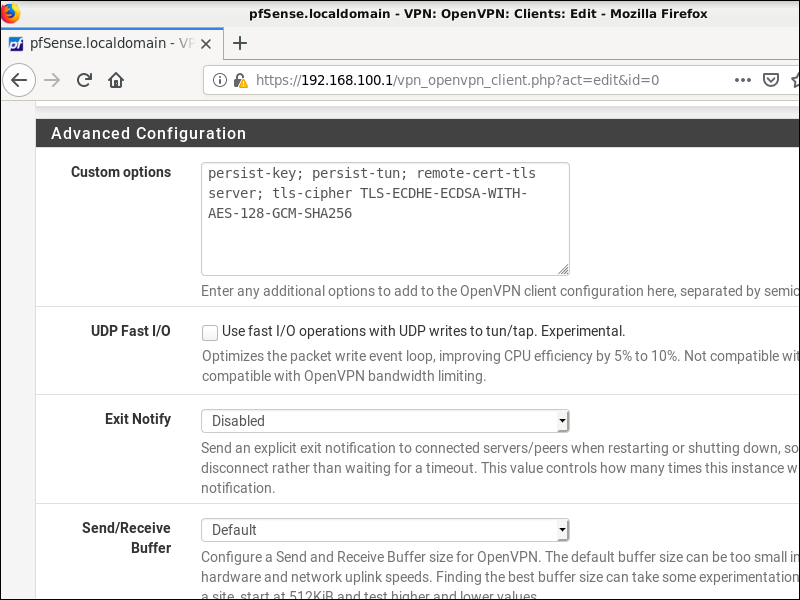 pfSense.localdomain - VPN: OpenVPN: Clients: Edit - Mozilla Firefox
pfSense.localdomain - VP
https://192.168.100.1/vpn_openvpn_client.php?act=edit&id=0
Advanced Configuration
Custom options
persist-key; persist-tun; remote-cert-tls
server; tls-cipher TLS-ECDHE-ECDSA-WITH-
AES-128-GCM-SHA256
Enter any additional options to add to the OpenVPN client configuration here, separated by semic
UDP Fast I/O
Use fast I/O operations with UDP writes to tun/tap. Experimental.
Optimizes the packet write event loop, improving CPU efficiency by 5% to 10%. Not compatible wit
compatible with OpenVPN bandwidth limiting.
Exit Notify
Disabled
Send an explicit exit notification to connected servers/peers when restarting or shutting down, so
disconnect rather than waiting for a timeout. This value controls how many times this instance w
notification.
Send/Receive
Buffer
Default
Configure a Send and Receive Buffer size for OpenVPN. The default buffer size can be too small in
hardware and network uplink speeds. Finding the best buffer size can take some experimentation
a site, start at 512KiB and test higher and lower values.